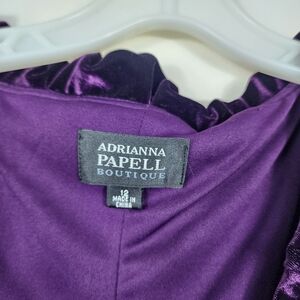 ADRIANNA
PAPELL
BOUTIQUE
12
MADE IN
CHINA